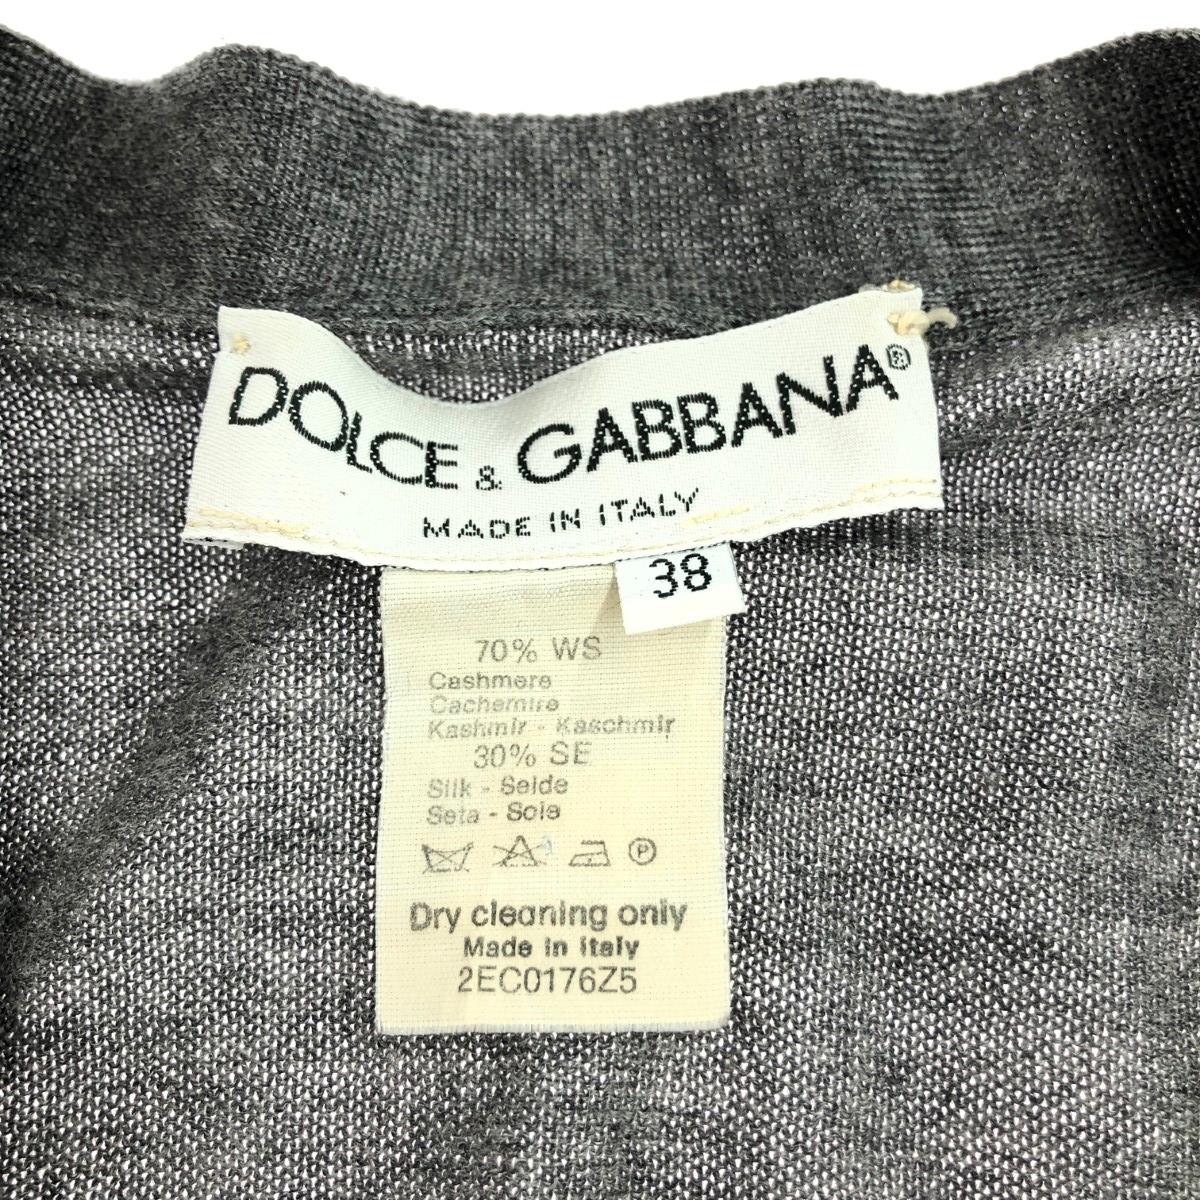 DOLCE & GABBANA®
MADE IN ITALY
38
70% WS
Cashmere
Cachemire
Kashmir - Kaschmir
30% SE
Silk - Seide
Seta - Soie
P
Dry cleaning only
Made in Italy
2EC0176Z5